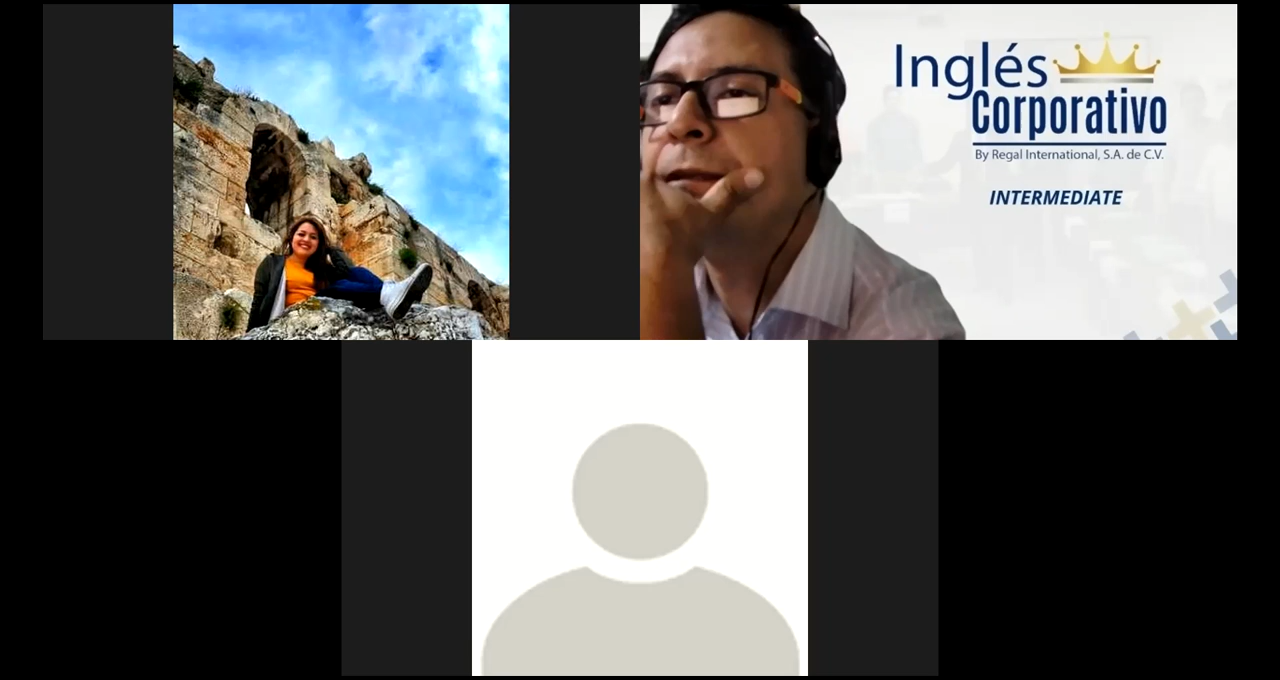 Inglés
Corporativo
By Regal International, S.A. de C.V.
INTERMEDIATE